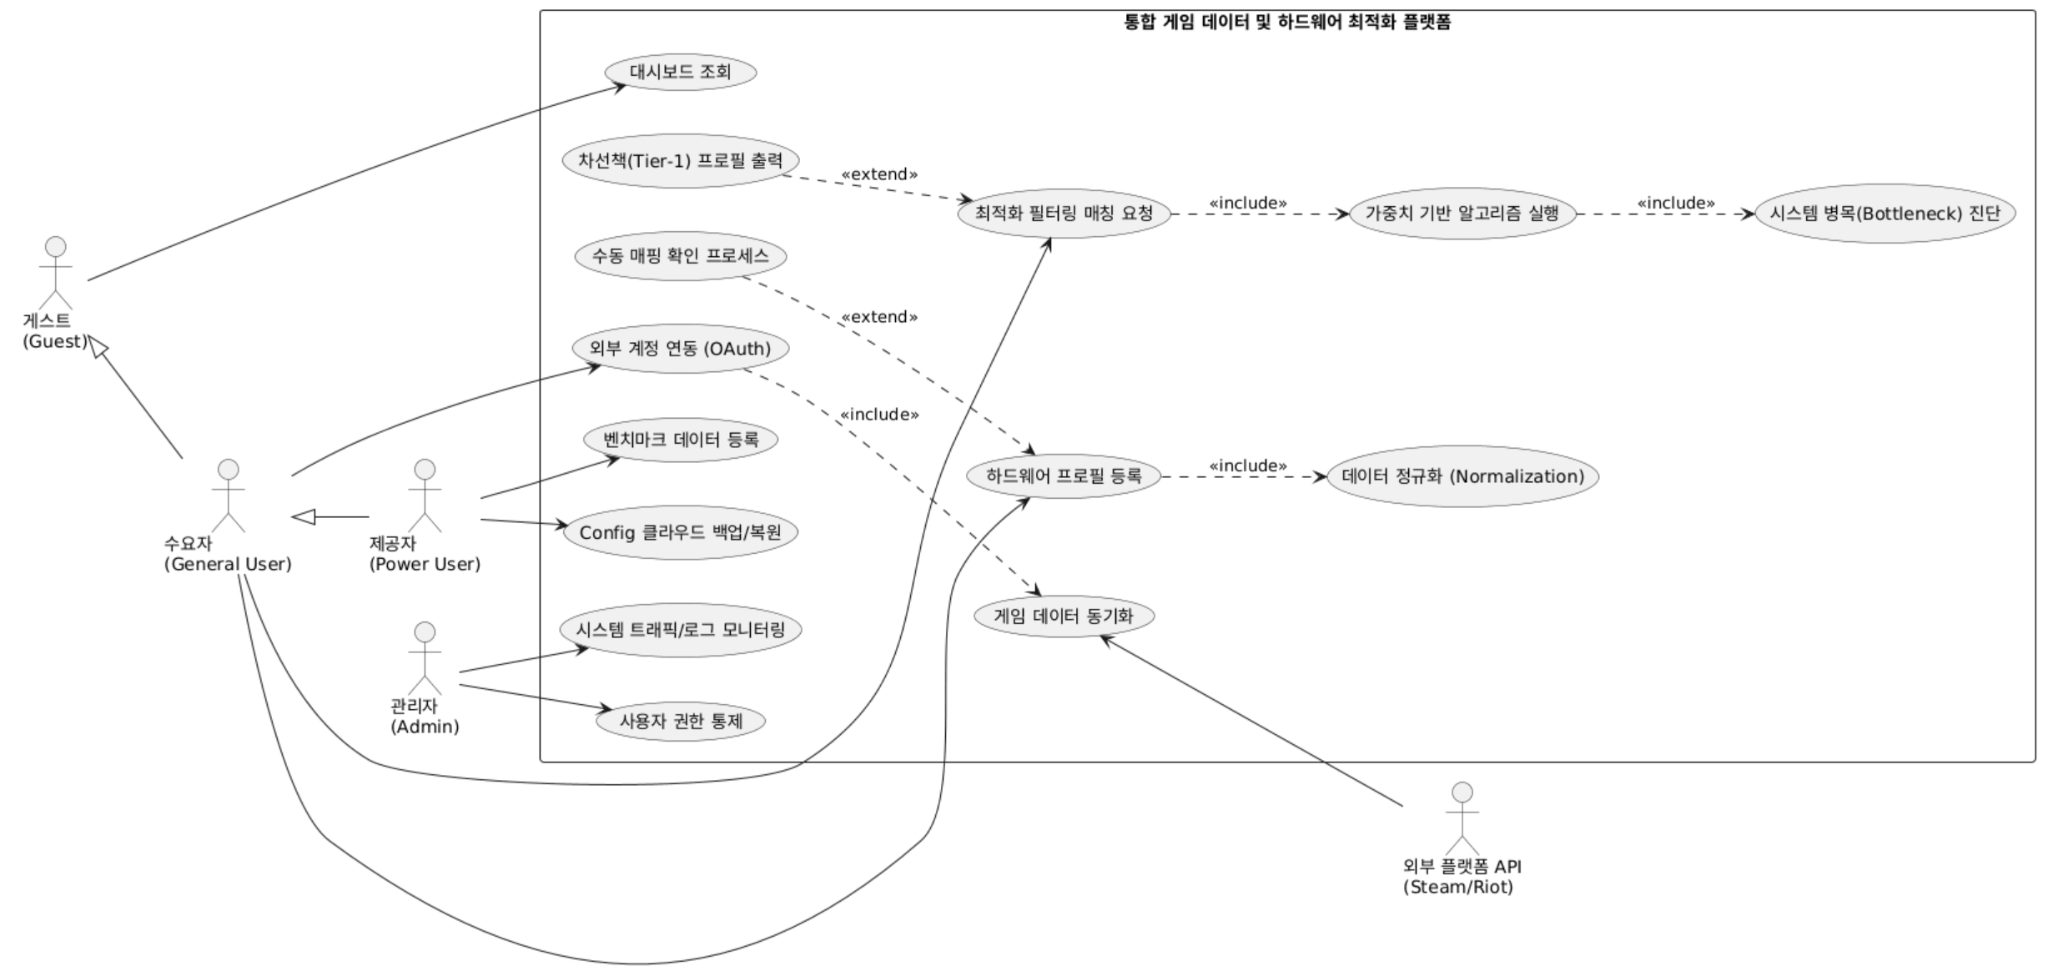 통합 게임 데이터 및 하드웨어 최적화 플랫폼
대시보드 조회
차선책(Tier-1) 프로필 출력
«extend»
최적화 필터링 매칭 요청
«include»
가중치 기반 알고리즘 실행
«include»
시스템 병목(Bottleneck) 진단
수동 매핑 확인 프로세스
«extend»
게스트
(Guest)
외부 계정 연동 (OAuth)
«include»
벤치마크 데이터 등록
하드웨어 프로필 등록
«include»
데이터 정규화 (Normalization)
Config 클라우드 백업/복원
수요자
(General User)
제공자
(Power User)
게임 데이터 동기화
시스템 트래픽/로그 모니터링
관리자
(Admin)
사용자 권한 통제
외부 플랫폼 API
(Steam/Riot)